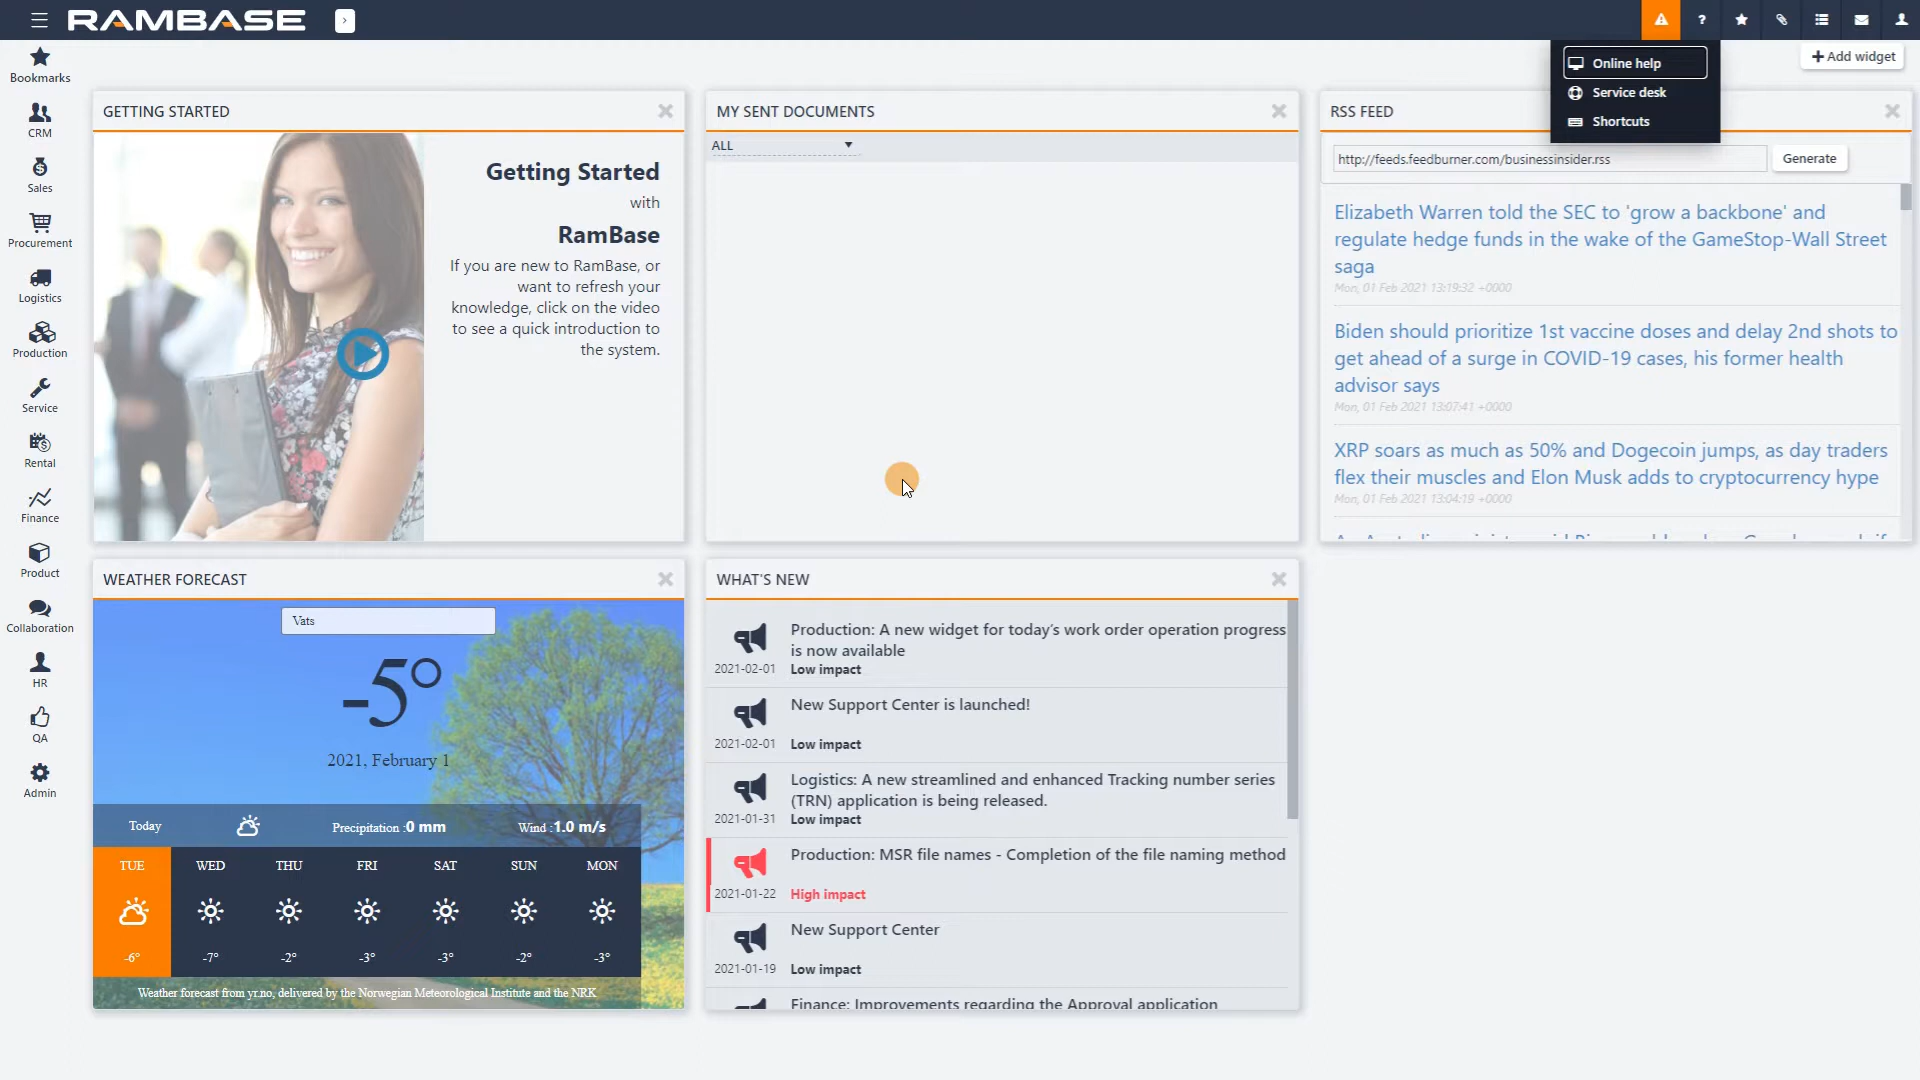 RAMBASE
?
Online help
Service desk
Shortcuts
Add widget
Bookmarks
CRM
Sales
Procurement
Logistics
Production
Service
Rental
Finance
Product
Collaboration
HR
QA
Admin
GETTING STARTED
Getting Started
with
RamBase
If you are new to RamBase, or
want to refresh your
knowledge, click on the video
to see a quick introduction to
the system.
MY SENT DOCUMENTS
ALL
RSS FEED
http://feeds.feedburner.com/businessinsider.rss
Generate
Elizabeth Warren told the SEC to 'grow a backbone' and
regulate hedge funds in the wake of the GameStop-Wall Street
saga
Mon, 01 Feb 2021 13:19:32 +0000
Biden should prioritize 1st vaccine doses and delay 2nd shots to
get ahead of a surge in COVID-19 cases, his former health
advisor says
Mon, 01 Feb 2021 13:07:41 +0000
XRP soars as much as 50% and Dogecoin jumps, as day traders
flex their muscles and Elon Musk adds to cryptocurrency hype
Mon, 01 Feb 2021 13:04:19 +0000
WEATHER FORECAST
Vats
-5°
2021, February 1
Today
Precipitation :0 mm
Wind :1.0 m/s
TUE WED THU FRI SAT SUN MON
-6° -7° -2° -3° -3° -2° -3°
Weather forecast from yr.no, delivered by the Norwegian Meteorological Institute and the NRK
WHAT'S NEW
Production: A new widget for today's work order operation progress
is now available
2021-02-01 Low impact
New Support Center is launched!
2021-02-01 Low impact
Logistics: A new streamlined and enhanced Tracking number series
(TRN) application is being released.
2021-01-31 Low impact
Production: MSR file names - Completion of the file naming method
2021-01-22 High impact
New Support Center
2021-01-19 Low impact
Finance: Improvements regarding the Approval application